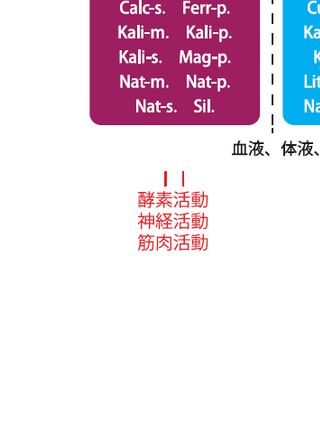 Calc-s. Ferr-p.
Kali-m. Kali-p.
Kali-s. Mag-p.
Nat-m. Nat-p.
Nat-s. Sil.
血液、体液、
酵素活動
神経活動
筋肉活動